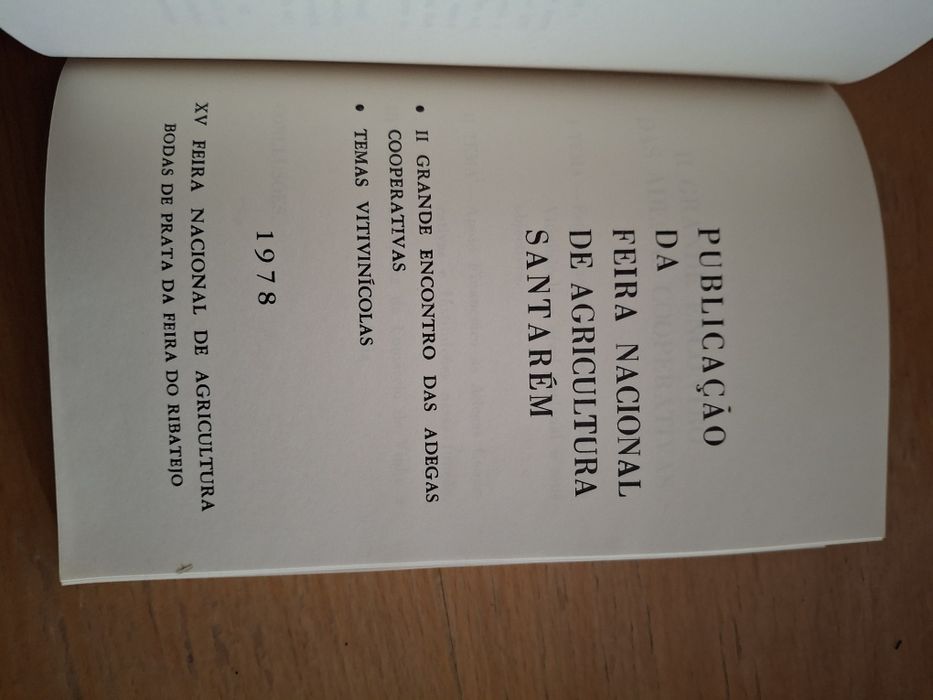 PUBLICAÇÃO
DA
FEIRA NACIONAL
DE AGRICULTURA
SANTARÉM
• II GRANDE ENCONTRO DAS ADEGAS
COOPERATIVAS
• TEMAS VITIVINÍCOLAS
1978
XV FEIRA NACIONAL DE AGRICULTURA
BODAS DE PRATA DA FEIRA DO RIBATEJO